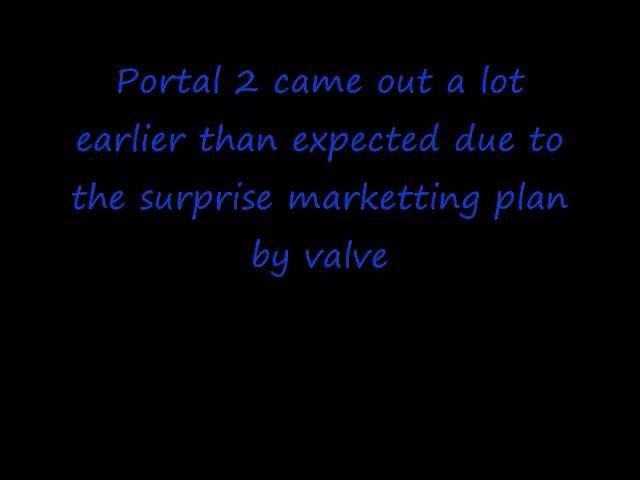 Portal 2 came out a lot
earlier than expected due to
the surprise marketting plan
by valve